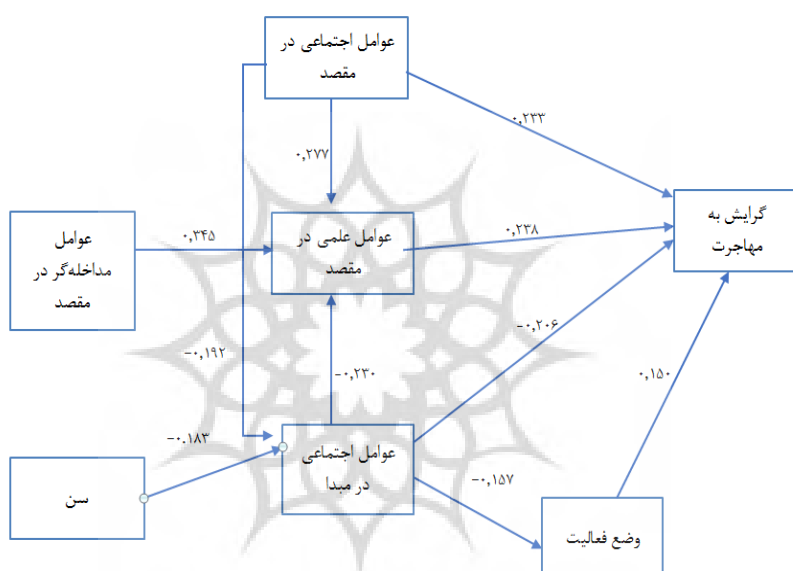 عوامل اجتماعی در
مقصد
۰,۲۳۳
۰,۲۷۷
گرایش به
مهاجرت
عوامل
مداخله‌گر در
مقصد
۰,۳۴۵
عوامل علمی در
مقصد
۰,۲۳۸
-۰,۲۰۶
-۰,۱۹۲
-۰,۲۳۰
۰,۱۵۰
-۰.۱۸۳
عوامل اجتماعی
در مبدا
-۰,۱۵۷
سن
وضع فعالیت